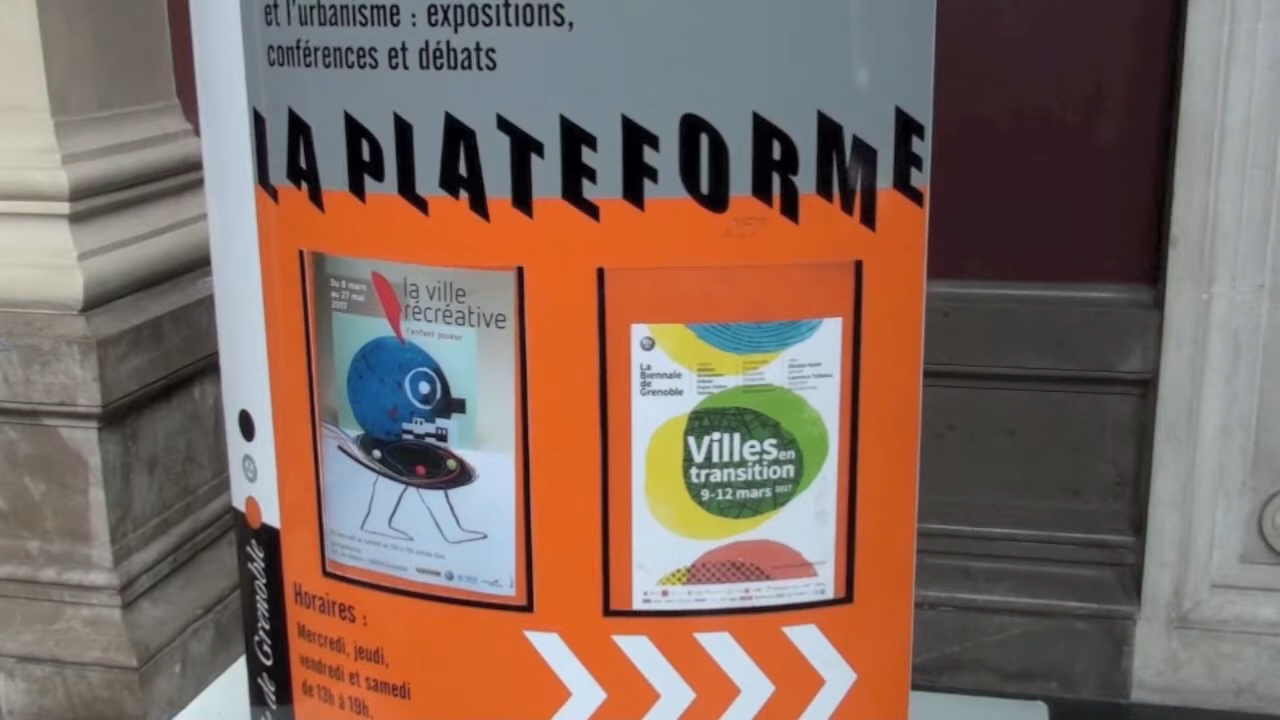 et l'urbanisme : expositions,
conférences et débats
LA PLATEFORME
Du 8 mars
au 27 mai
2017
la ville
récréative
l'enfant joueur
La
Biennale
de
Grenoble
Villes en
transition
9-12 mars 2017
Horaires :
Mercredi, jeudi,
vendredi et samedi
de 13h à 19h.
de Grenoble